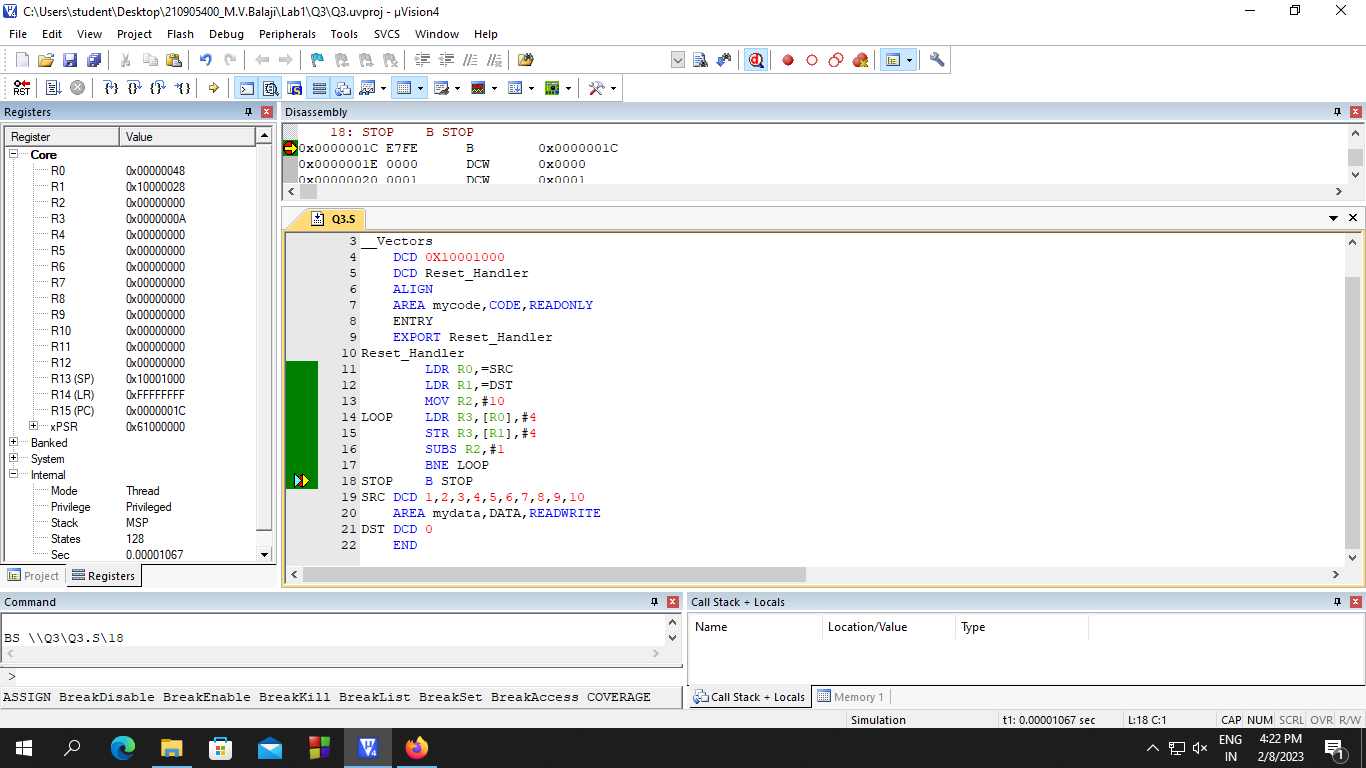 C:\Users\student\Desktop\210905400_M.V.Balaji\Lab1\Q3\Q3.uvproj - µVision4
File Edit View Project Flash Debug Peripherals Tools SVCS Window Help
RST
Registers
Register Value
Core
R0 0x00000048
R1 0x10000028
R2 0x00000000
R3 0x0000000A
R4 0x00000000
R5 0x00000000
R6 0x00000000
R7 0x00000000
R8 0x00000000
R9 0x00000000
R10 0x00000000
R11 0x00000000
R12 0x00000000
R13 (SP) 0x10001000
R14 (LR) 0xFFFFFFFF
R15 (PC) 0x0000001C
xPSR 0x61000000
Banked
System
Internal
Mode Thread
Privilege Privileged
Stack MSP
States 128
Sec 0.00001067
Project Registers
Disassembly
18: STOP B STOP
0x0000001C E7FE B 0x0000001C
0x0000001E 0000 DCW 0x0000
0x00000020 0001 DCW 0x0001
Q3.S
3 __Vectors
4 DCD 0X10001000
5 DCD Reset_Handler
6 ALIGN
7 AREA mycode,CODE,READONLY
8 ENTRY
9 EXPORT Reset_Handler
10 Reset_Handler
11 LDR R0,=SRC
12 LDR R1,=DST
13 MOV R2,#10
14 LOOP LDR R3,[R0],#4
15 STR R3,[R1],#4
16 SUBS R2,#1
17 BNE LOOP
18 STOP B STOP
19 SRC DCD 1,2,3,4,5,6,7,8,9,10
20 AREA mydata,DATA,READWRITE
21 DST DCD 0
22 END
Command
BS \\Q3\Q3.S\18
>
ASSIGN BreakDisable BreakEnable BreakKill BreakList BreakSet BreakAccess COVERAGE
Call Stack + Locals
Name Location/Value Type
Call Stack + Locals Memory 1
Simulation t1: 0.00001067 sec L:18 C:1 CAP NUM SCRL OVR R/W
ENG
IN
4:22 PM
2/8/2023
1